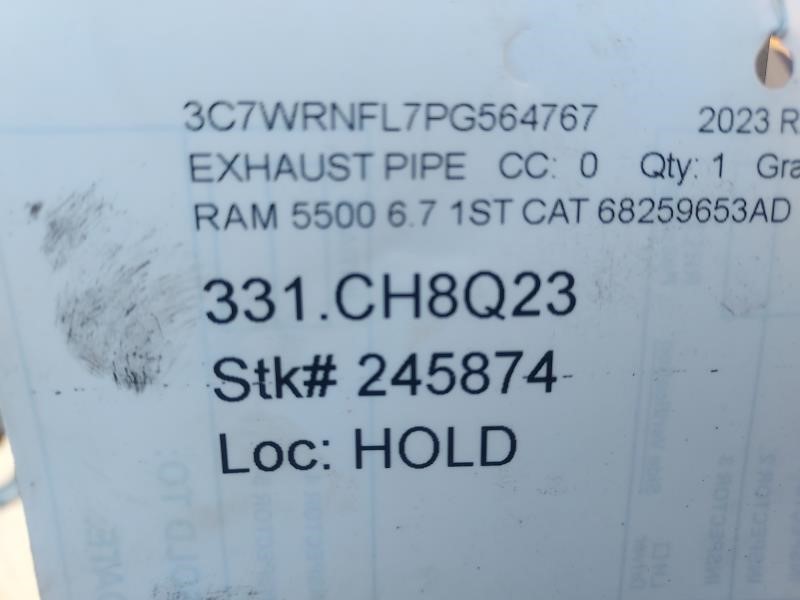 3C7WRNFL7PG564767 2023 R
EXHAUST PIPE CC: 0 Qty: 1 Gra
RAM 5500 6.7 1ST CAT 68259653AD
331.CH8Q23
Stk# 245874
Loc: HOLD